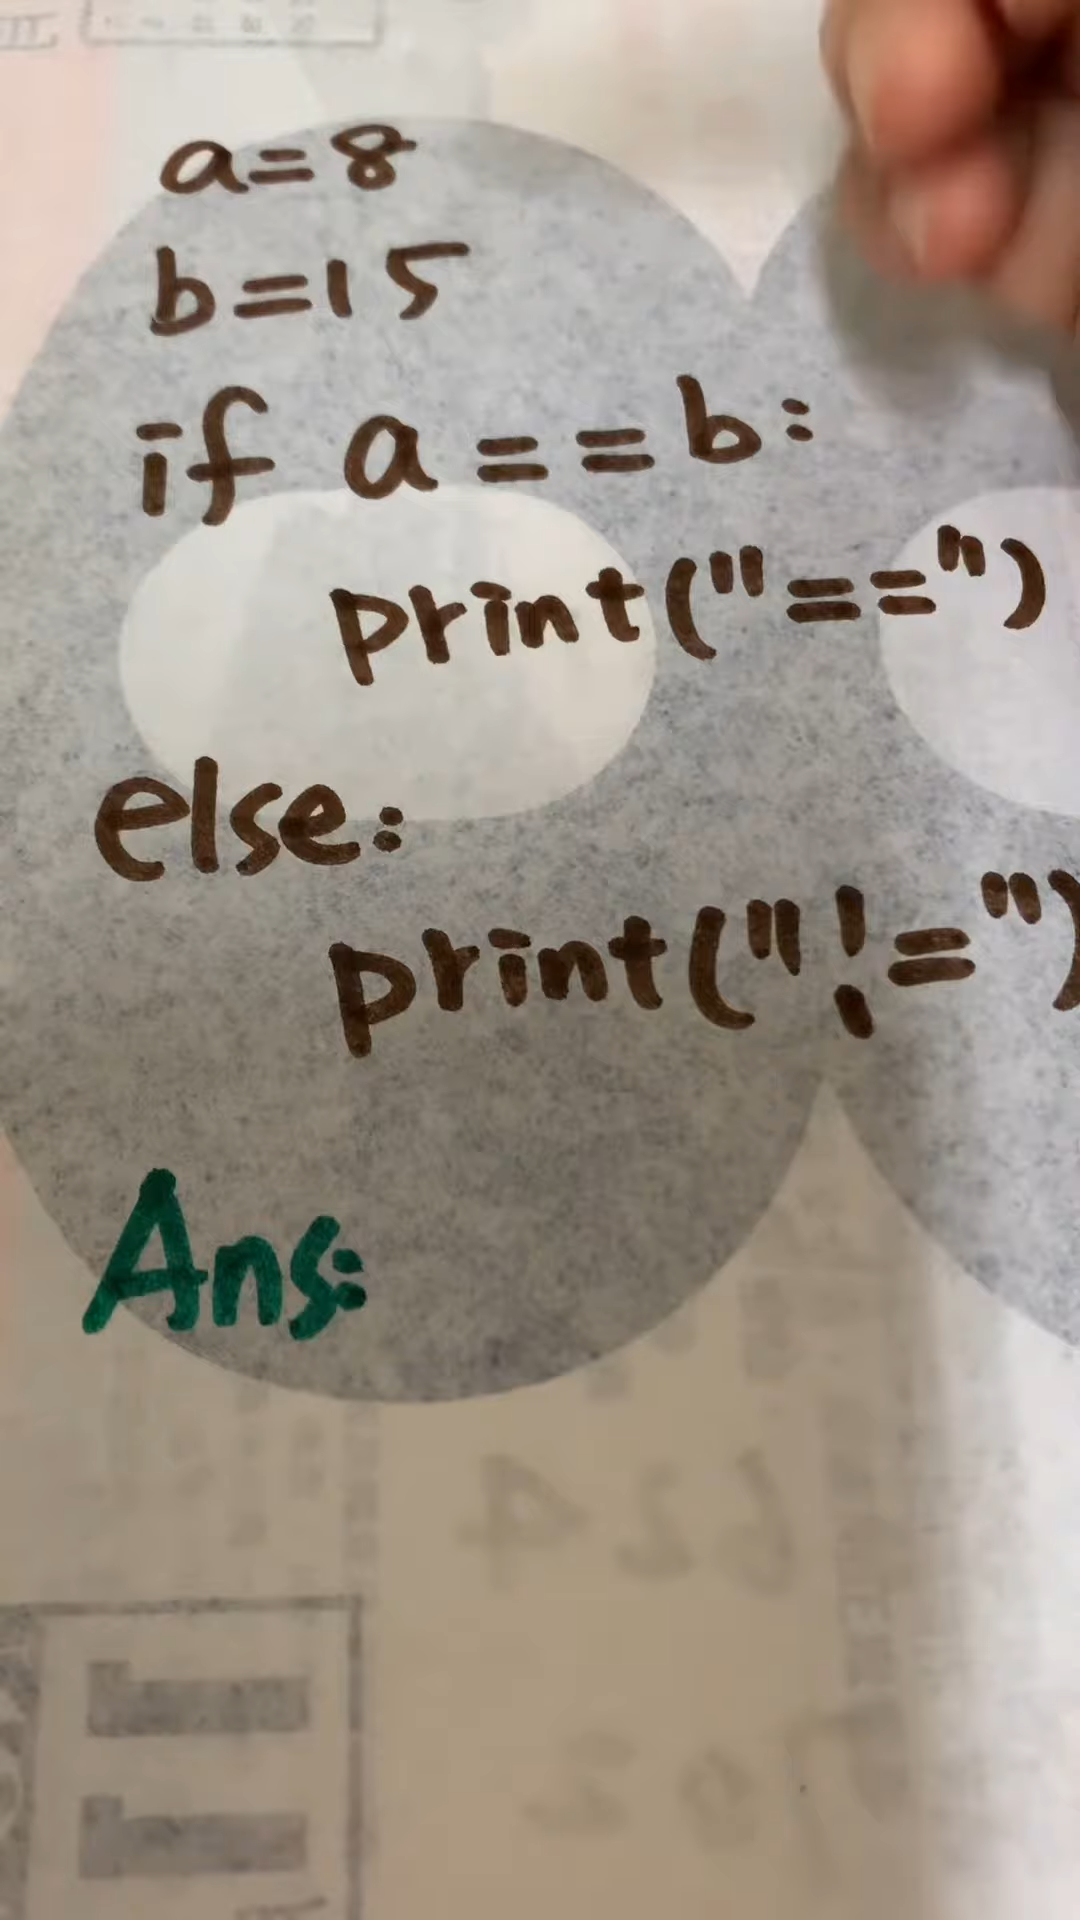 a=8
b=15
if a==b:
print("==")
else:
print("!=")
Ans: